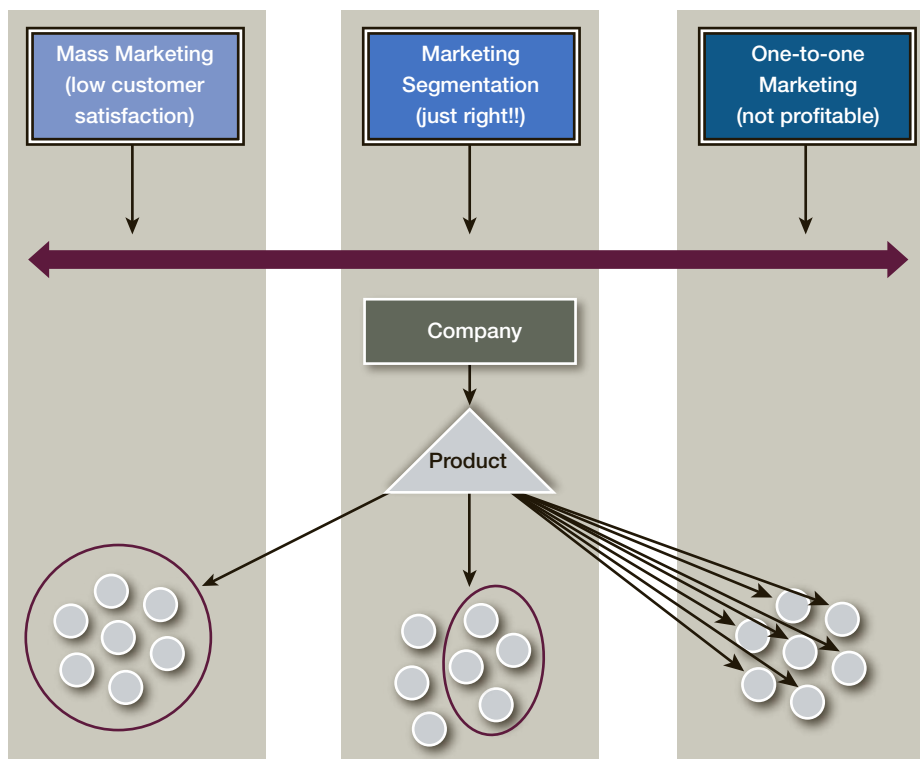 Mass Marketing
(low customer
satisfaction)
Marketing
Segmentation
(just right!!)
One-to-one
Marketing
(not profitable)
Company
Product